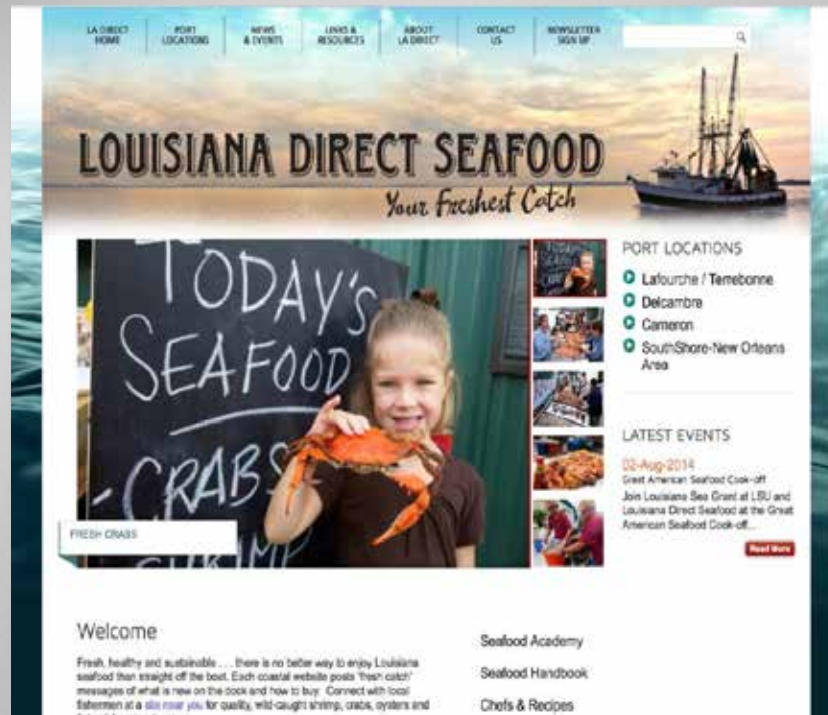 LA DIRECT HOME
PORT LOCATIONS
NEWS & EVENTS
LINKS & RESOURCES
ABOUT LA DIRECT
CONTACT US
NEWSLETTER SIGN UP
LOUISIANA DIRECT SEAFOOD
Your Freshest Catch
TODAY'S
SEAFOOD
-CRABS
SHRIMP
FRESH CRABS
PORT LOCATIONS
Lafourche / Terrebonne
Delcambre
Cameron
SouthShore-New Orleans
Area
LATEST EVENTS
02-Aug-2014
Great American Seafood Cook-off
Join Louisiana Sea Grant at LSU and
Louisiana Direct Seafood at the Great
American Seafood Cook-off...
Read More
Welcome
Fresh, healthy and sustainable . . . there is no better way to enjoy Louisiana
seafood than straight off the boat. Each coastal website posts 'fresh catch'
messages of what is new on the dock and how to buy. Connect with local
fishermen at a site near you for quality, wild-caught shrimp, crabs, oysters and
Seafood Academy
Seafood Handbook
Chefs & Recipes